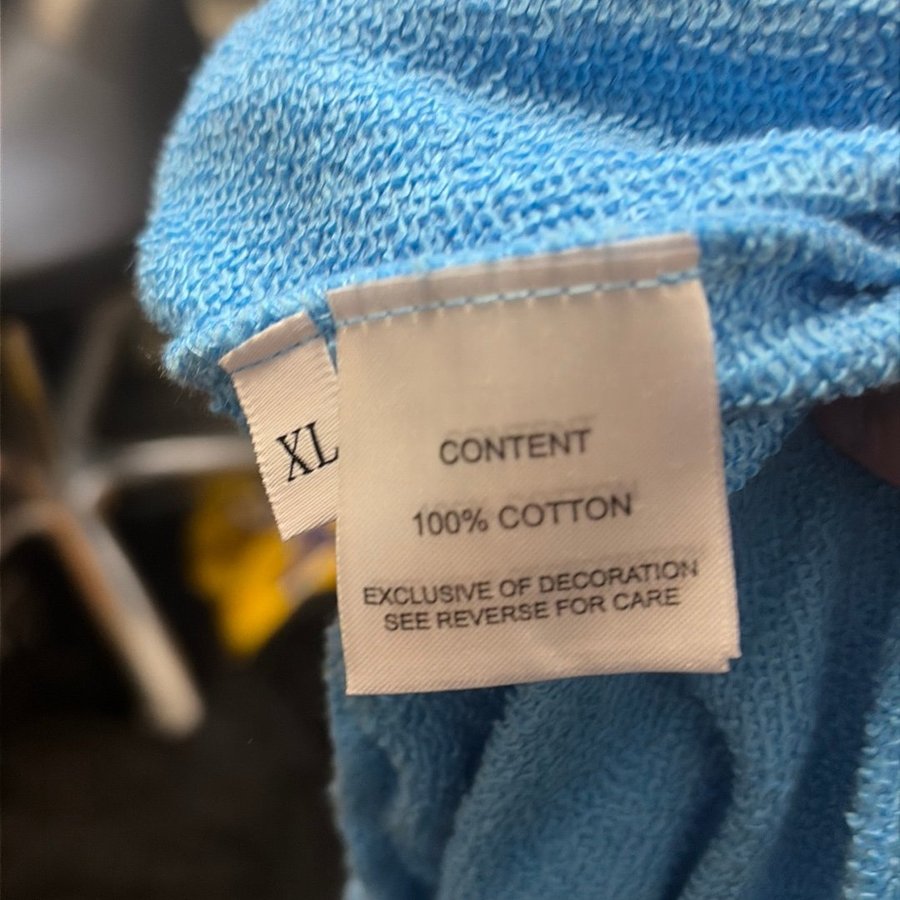 XL
CONTENT
100% COTTON
EXCLUSIVE OF DECORATION
SEE REVERSE FOR CARE